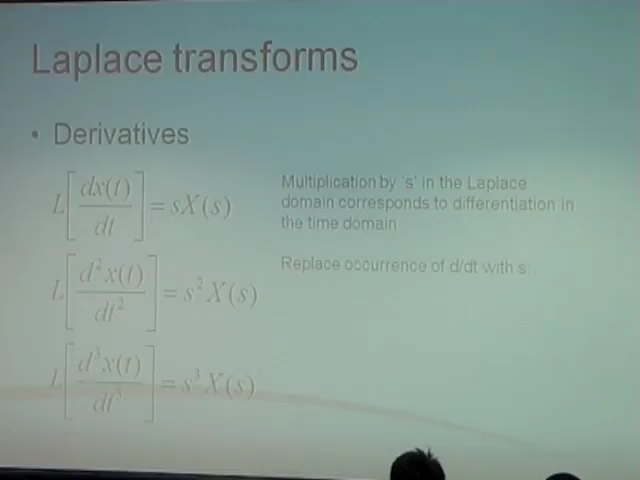 Laplace transforms
• Derivatives
L[dx(t)/dt] = sX(s)
Multiplication by 's' in the Laplace
domain corresponds to differentiation in
the time domain
L[d²x(t)/dt²] = s²X(s)
Replace occurrence of d/dt with s
L[d³x(t)/dt³] = s³X(s)